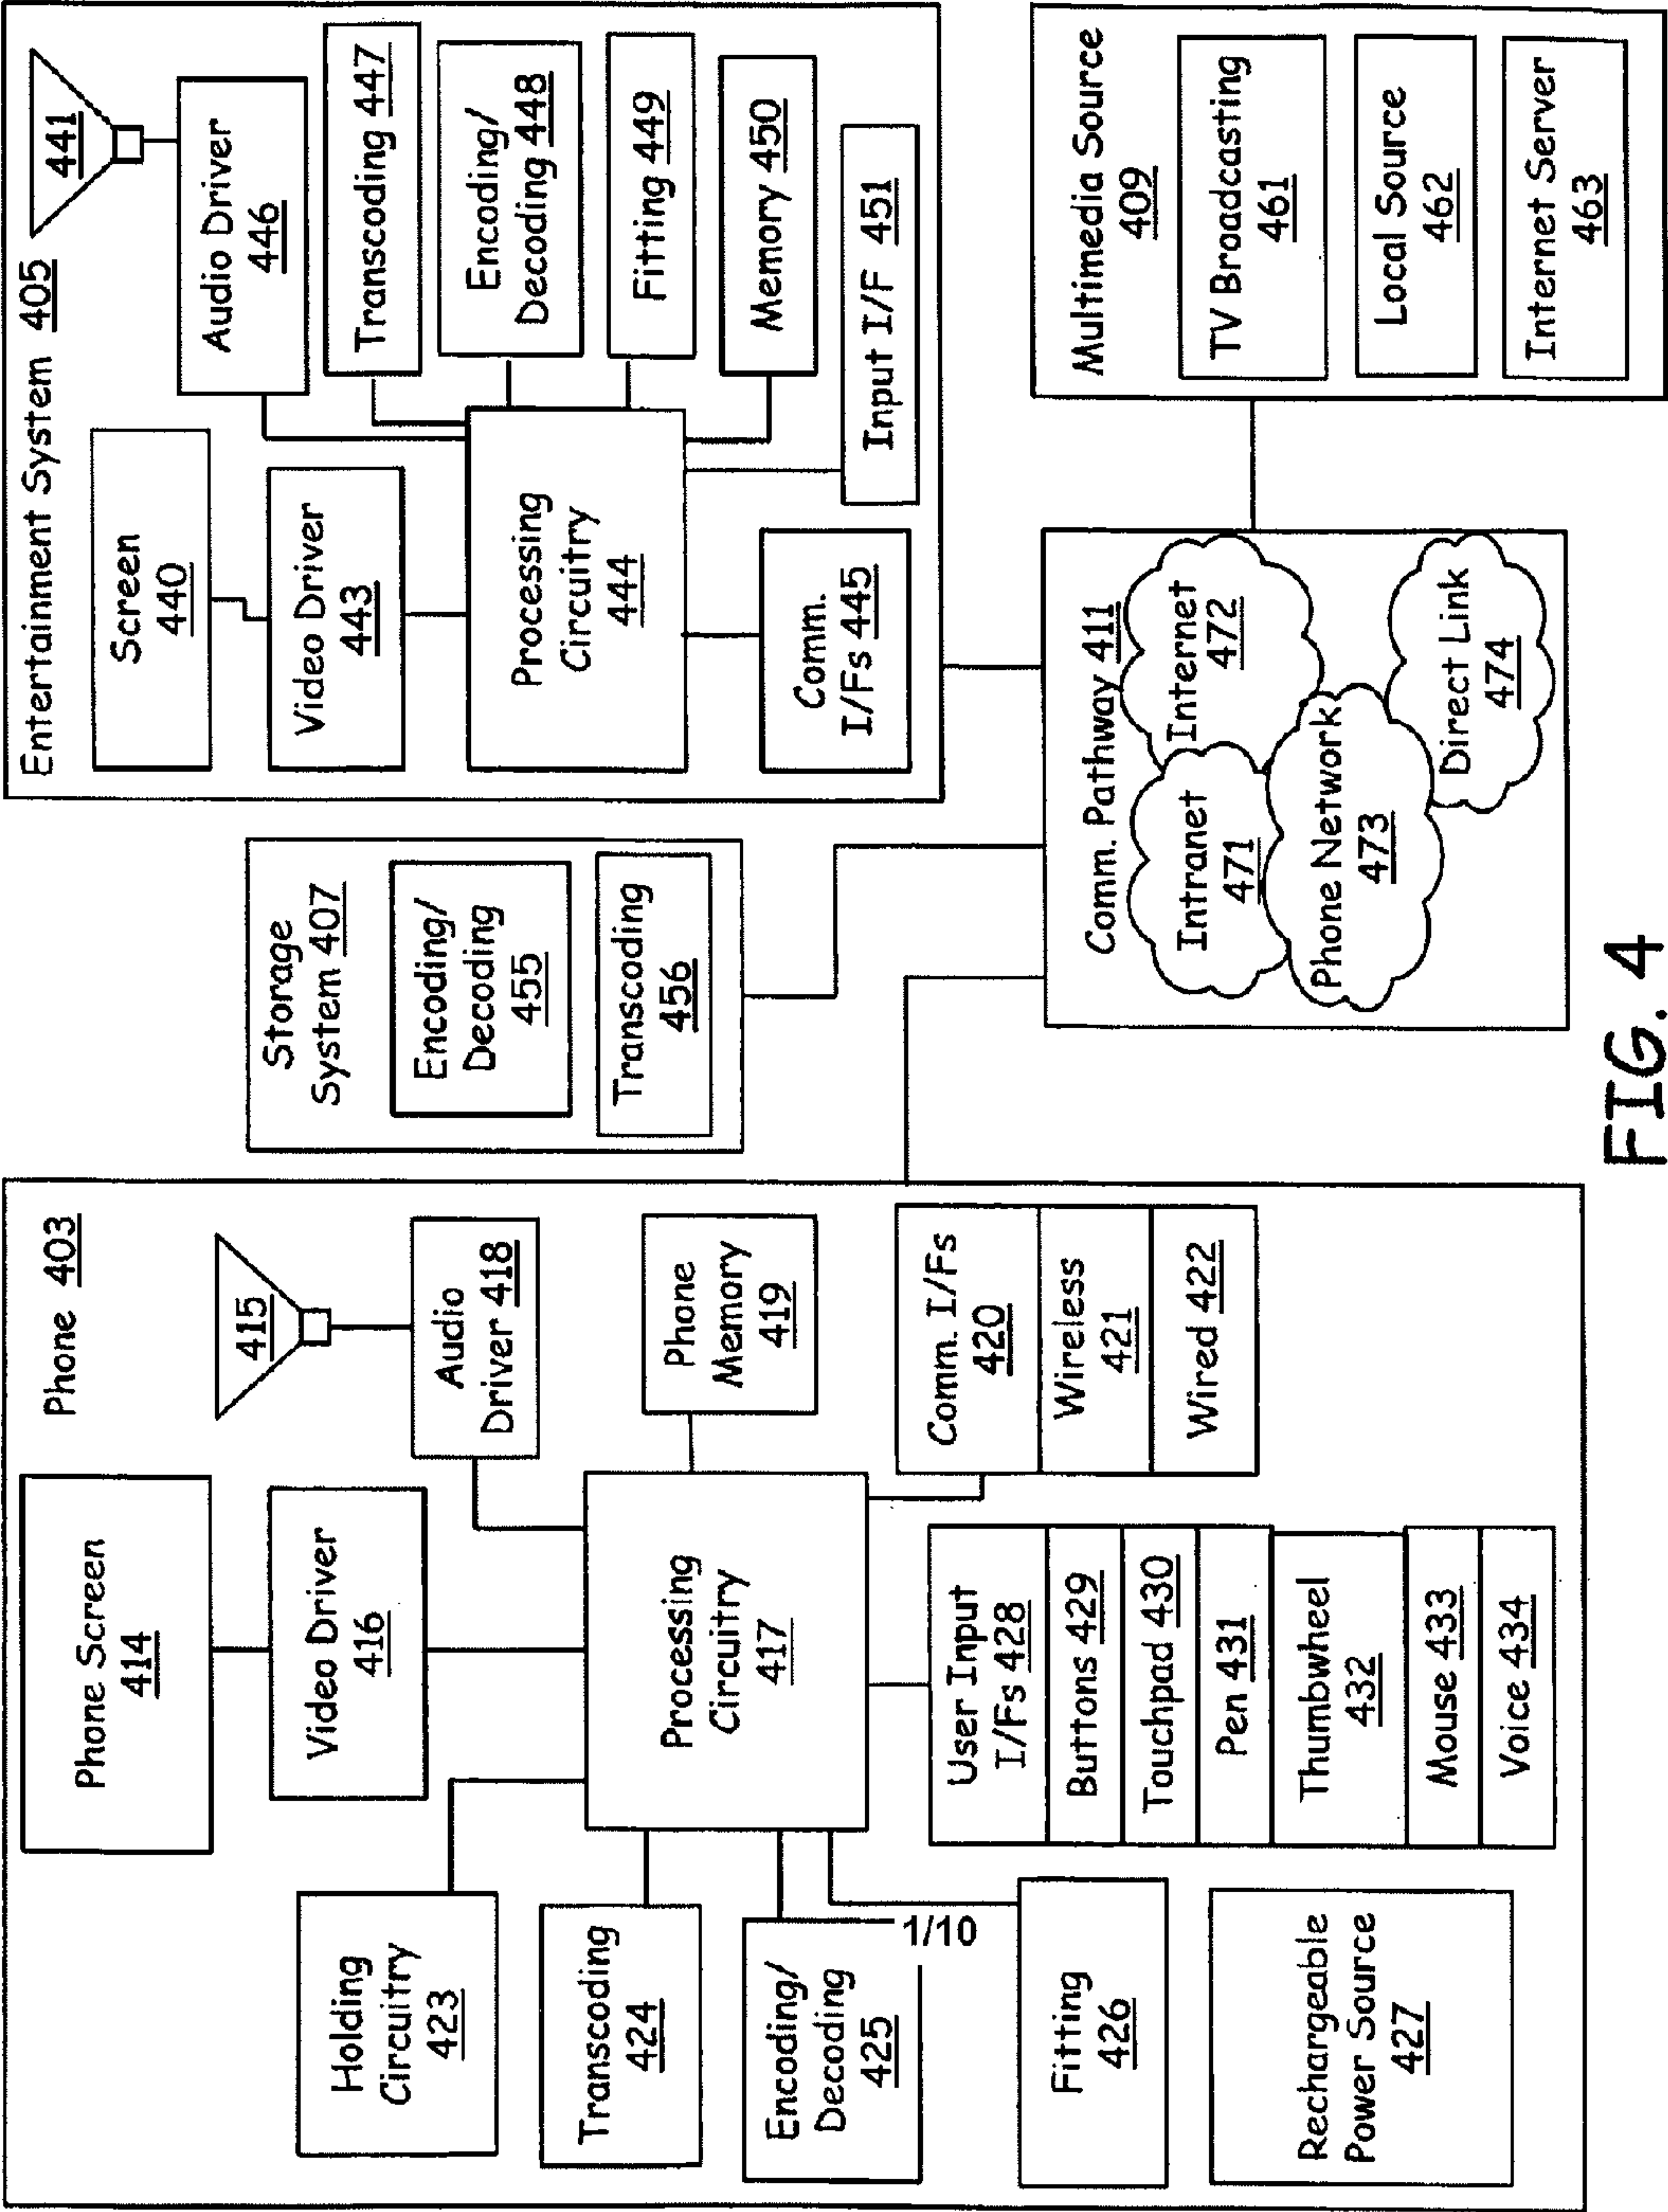 Phone 403
Phone Screen
414
415
Video Driver
416
Audio
Driver 418
Holding
Circuitry
423
Transcoding
424
Encoding/
Decoding
425
1/10
Fitting
426
Rechargeable
Power Source
427
Processing
Circuitry
417
Phone
Memory
419
Comm. I/Fs
420
Wireless
421
Wired 422
User Input
I/Fs 428
Buttons 429
Touchpad 430
Pen 431
Thumbwheel
432
Mouse 433
Voice 434
Storage
System 407
Encoding/
Decoding
455
Transcoding
456
Entertainment System 405
Screen
440
441
Video Driver
443
Audio Driver
446
Transcoding 447
Encoding/
Decoding 448
Fitting 449
Memory 450
Input I/F 451
Processing
Circuitry
444
Comm.
I/Fs 445
Comm. Pathway 411
Intranet
471
Internet
472
Phone Network
473
Direct Link
474
Multimedia Source
409
TV Broadcasting
461
Local Source
462
Internet Server
463
FIG. 4